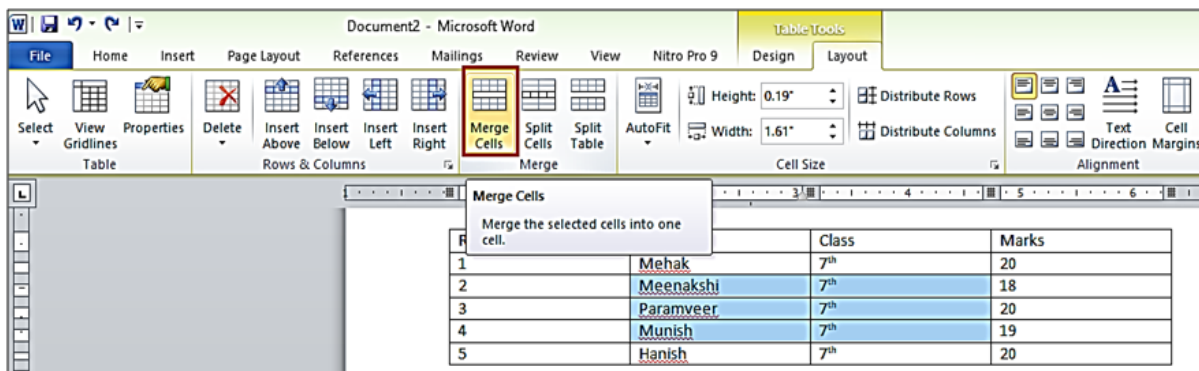 Document2 - Microsoft Word
Table Tools
File Home Insert Page Layout References Mailings Review View Nitro Pro 9 Design Layout
Select View Gridlines Properties Delete Insert Above Insert Below Insert Left Insert Right Merge Cells Split Cells Split Table AutoFit Height: 0.19" Distribute Rows
Width: 1.61" Distribute Columns Text Direction Cell Margins
Table Rows & Columns Merge Cell Size Alignment
Merge Cells
Merge the selected cells into one cell.
3 4 5 6
R Class Marks
1 Mehak 7th 20
2 Meenakshi 7th 18
3 Paramveer 7th 20
4 Munish 7th 19
5 Hanish 7th 20